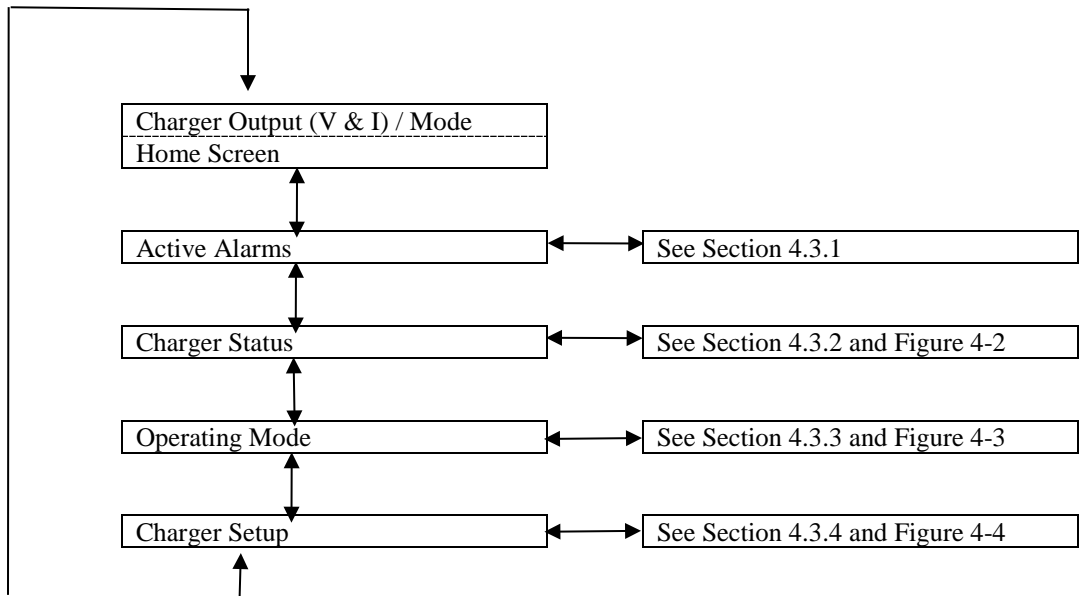 Charger Output (V & I) / Mode
Home Screen
Active Alarms
See Section 4.3.1
Charger Status
See Section 4.3.2 and Figure 4-2
Operating Mode
See Section 4.3.3 and Figure 4-3
Charger Setup
See Section 4.3.4 and Figure 4-4